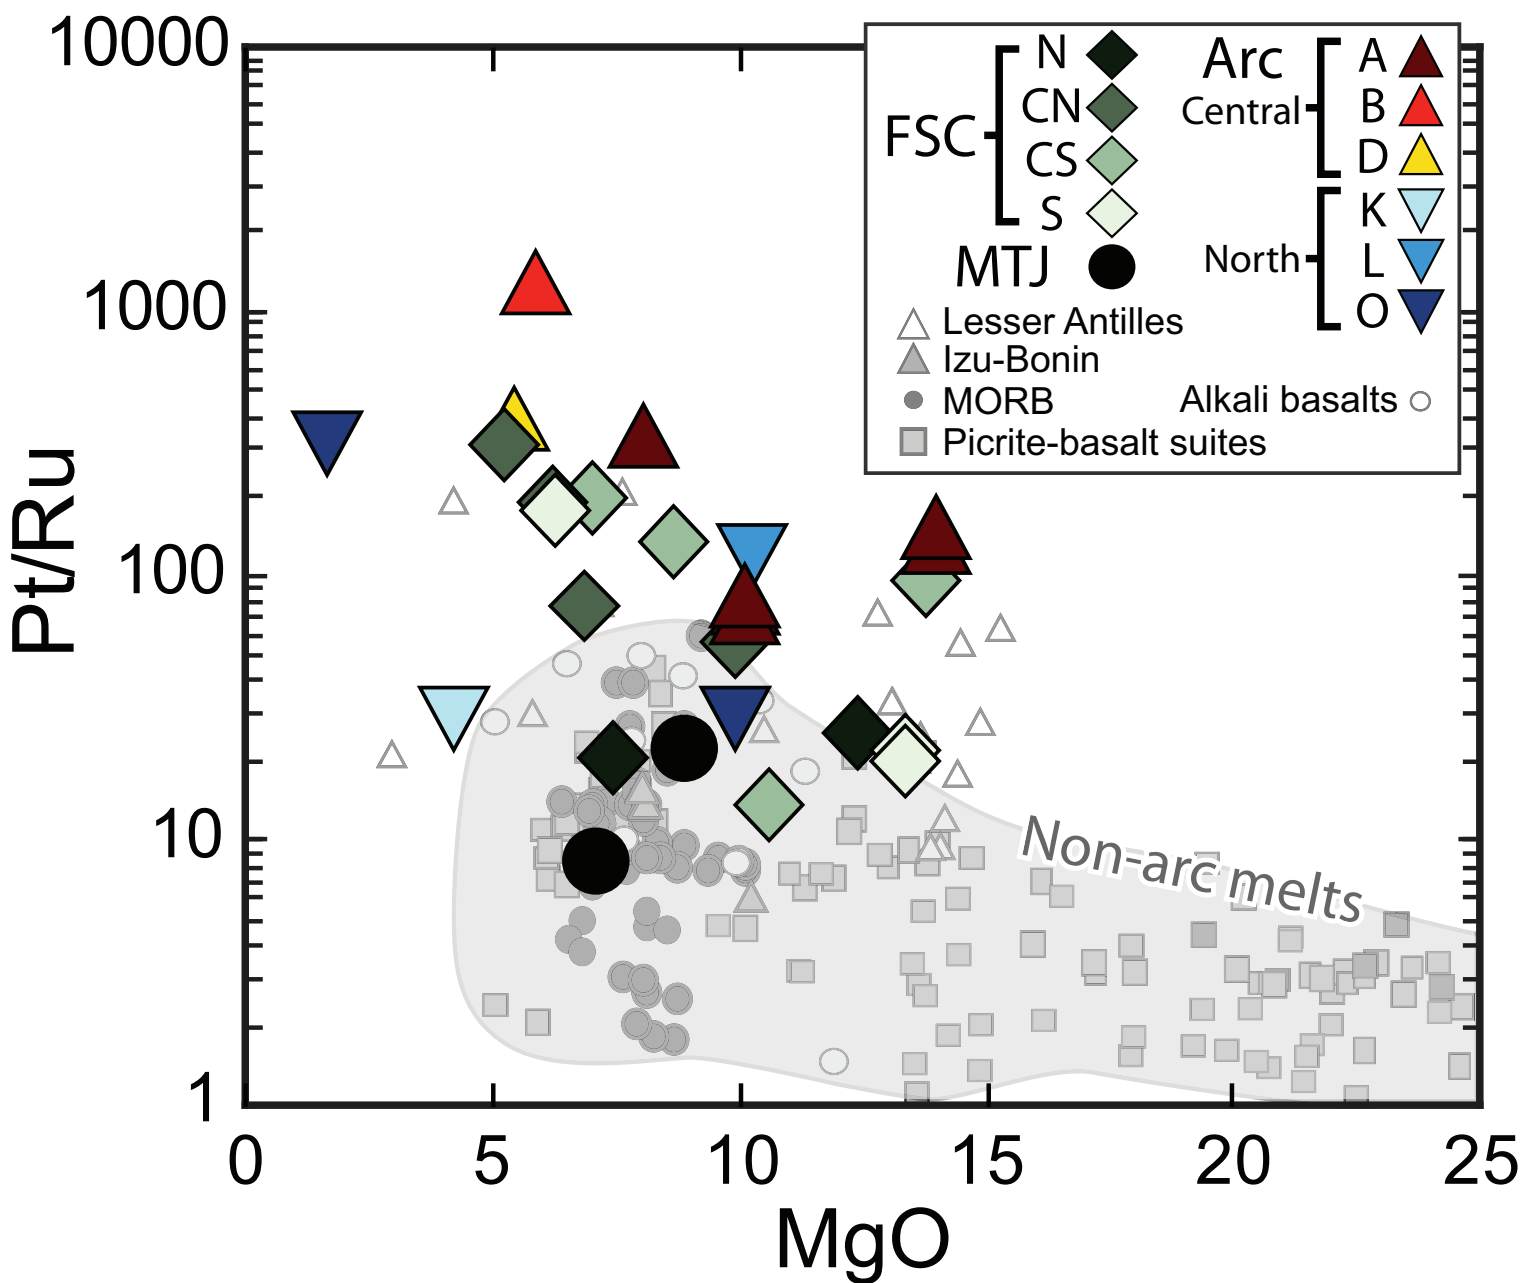 10000
1000
100
10
1
Pt/Ru
0 5 10 15 20 25
MgO
FSC
N
CN
CS
S
MTJ
Arc
Central
A
B
D
North
K
L
O
Lesser Antilles
Izu-Bonin
MORB
Alkali basalts
Picrite-basalt suites
Non-arc melts